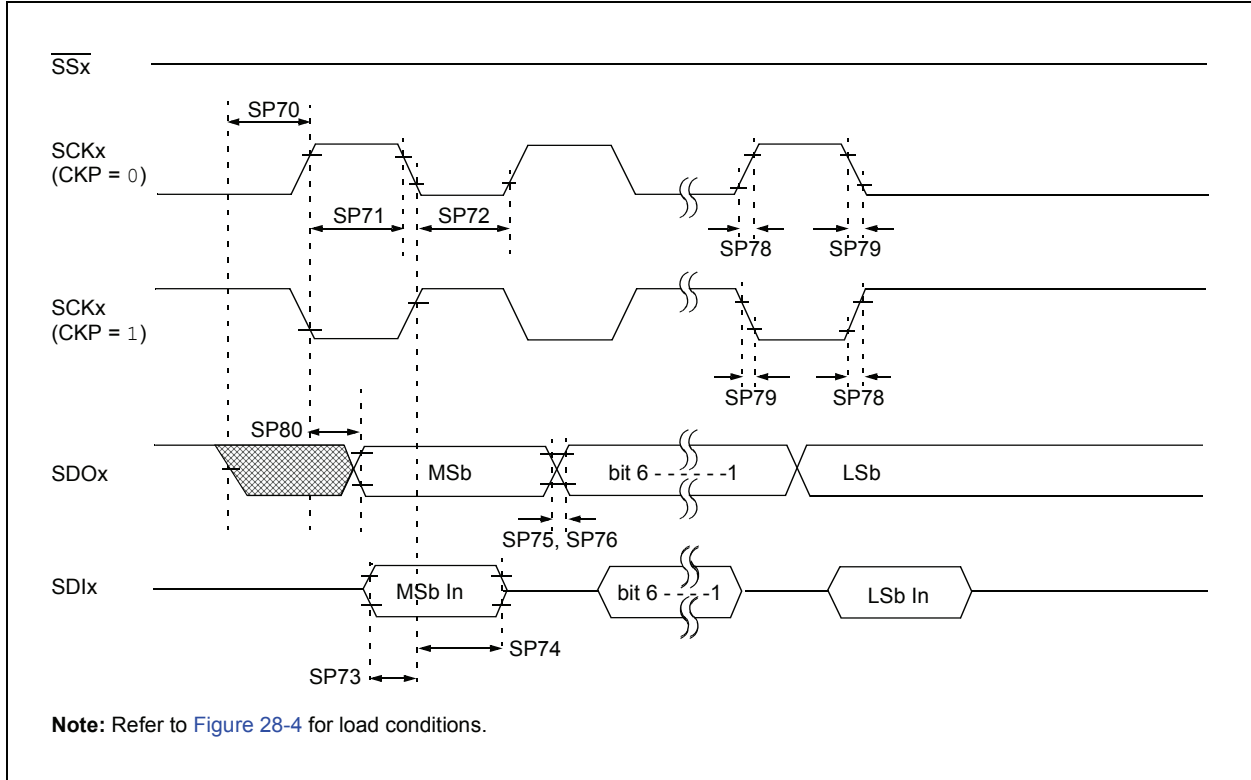 SSx
SP70
SCKx
(CKP = 0)
SP71
SP72
SP78
SP79
SCKx
(CKP = 1)
SP79
SP78
SP80
SDOx
MSb
bit 6 - - - - - -1
LSb
SP75, SP76
SDIx
MSb In
bit 6 - - - -1
LSb In
SP74
SP73
Note: Refer to Figure 28-4 for load conditions.